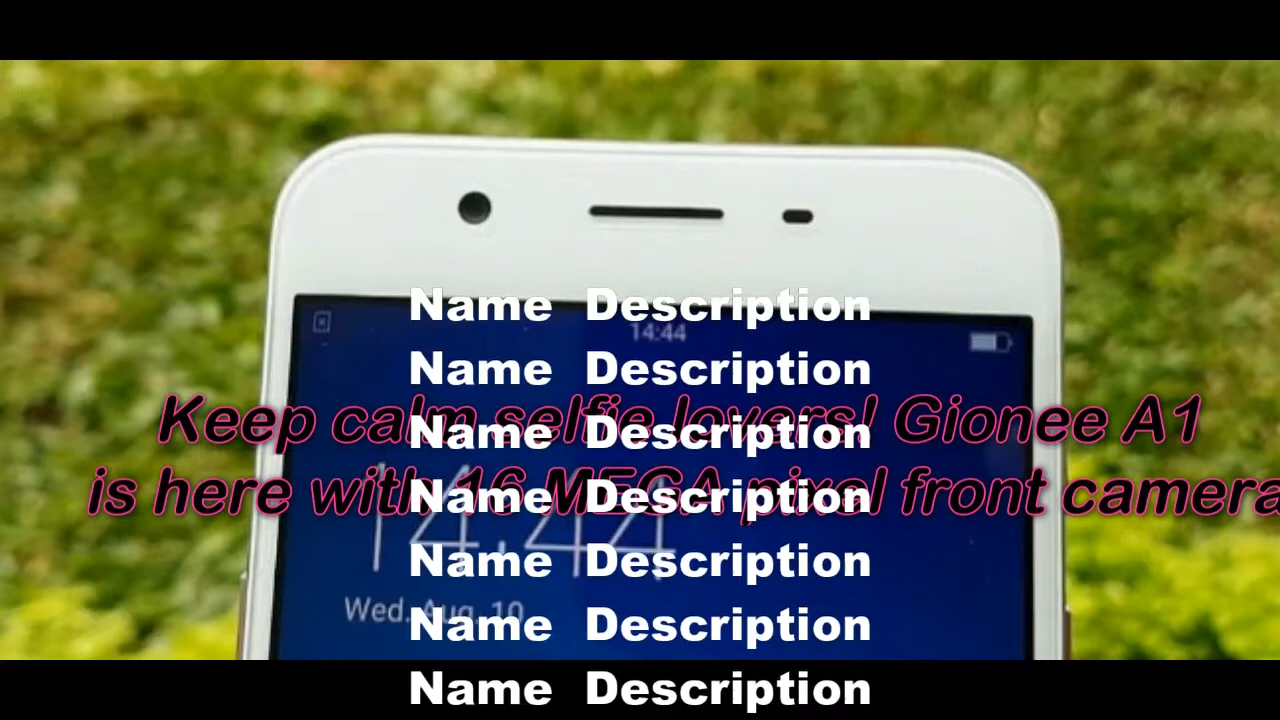 Name Description
14:44
Name Description
Keep calm selfie lovers! Gionee A1
Name Description
is here with 16 MEGA pixel front camera
Name Description
14:44
Name Description
Wed, Aug. 10
Name Description
Name Description